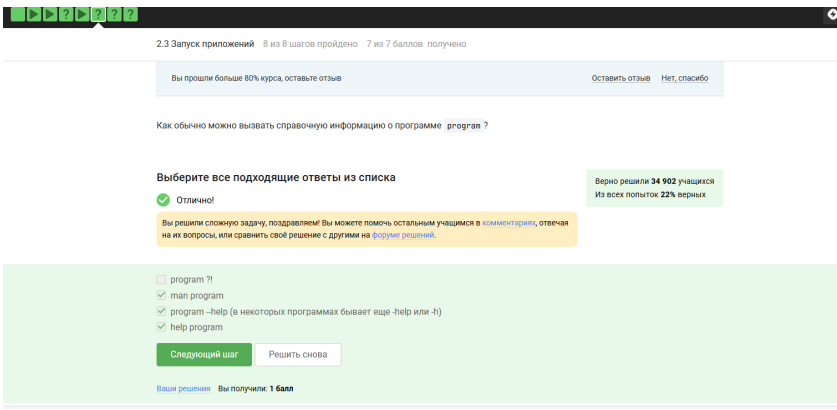 ? ? ? ?
2.3 Запуск приложений 8 из 8 шагов пройдено 7 из 7 баллов получено
Вы прошли больше 80% курса, оставьте отзыв Оставить отзыв Нет, спасибо
Как обычно можно вызвать справочную информацию о программе program ?
Выберите все подходящие ответы из списка
Отлично!
Верно решили 34 902 учащихся
Из всех попыток 22% верных
Вы решили сложную задачу, поздравляем! Вы можете помочь остальным учащимся в комментариях, отвечая
на их вопросы, или сравнить своё решение с другими на форуме решений.
program ?!
man program
program --help (в некоторых программах бывает еще -help или -h)
help program
Следующий шаг Решить снова
Ваши решения Вы получили: 1 балл